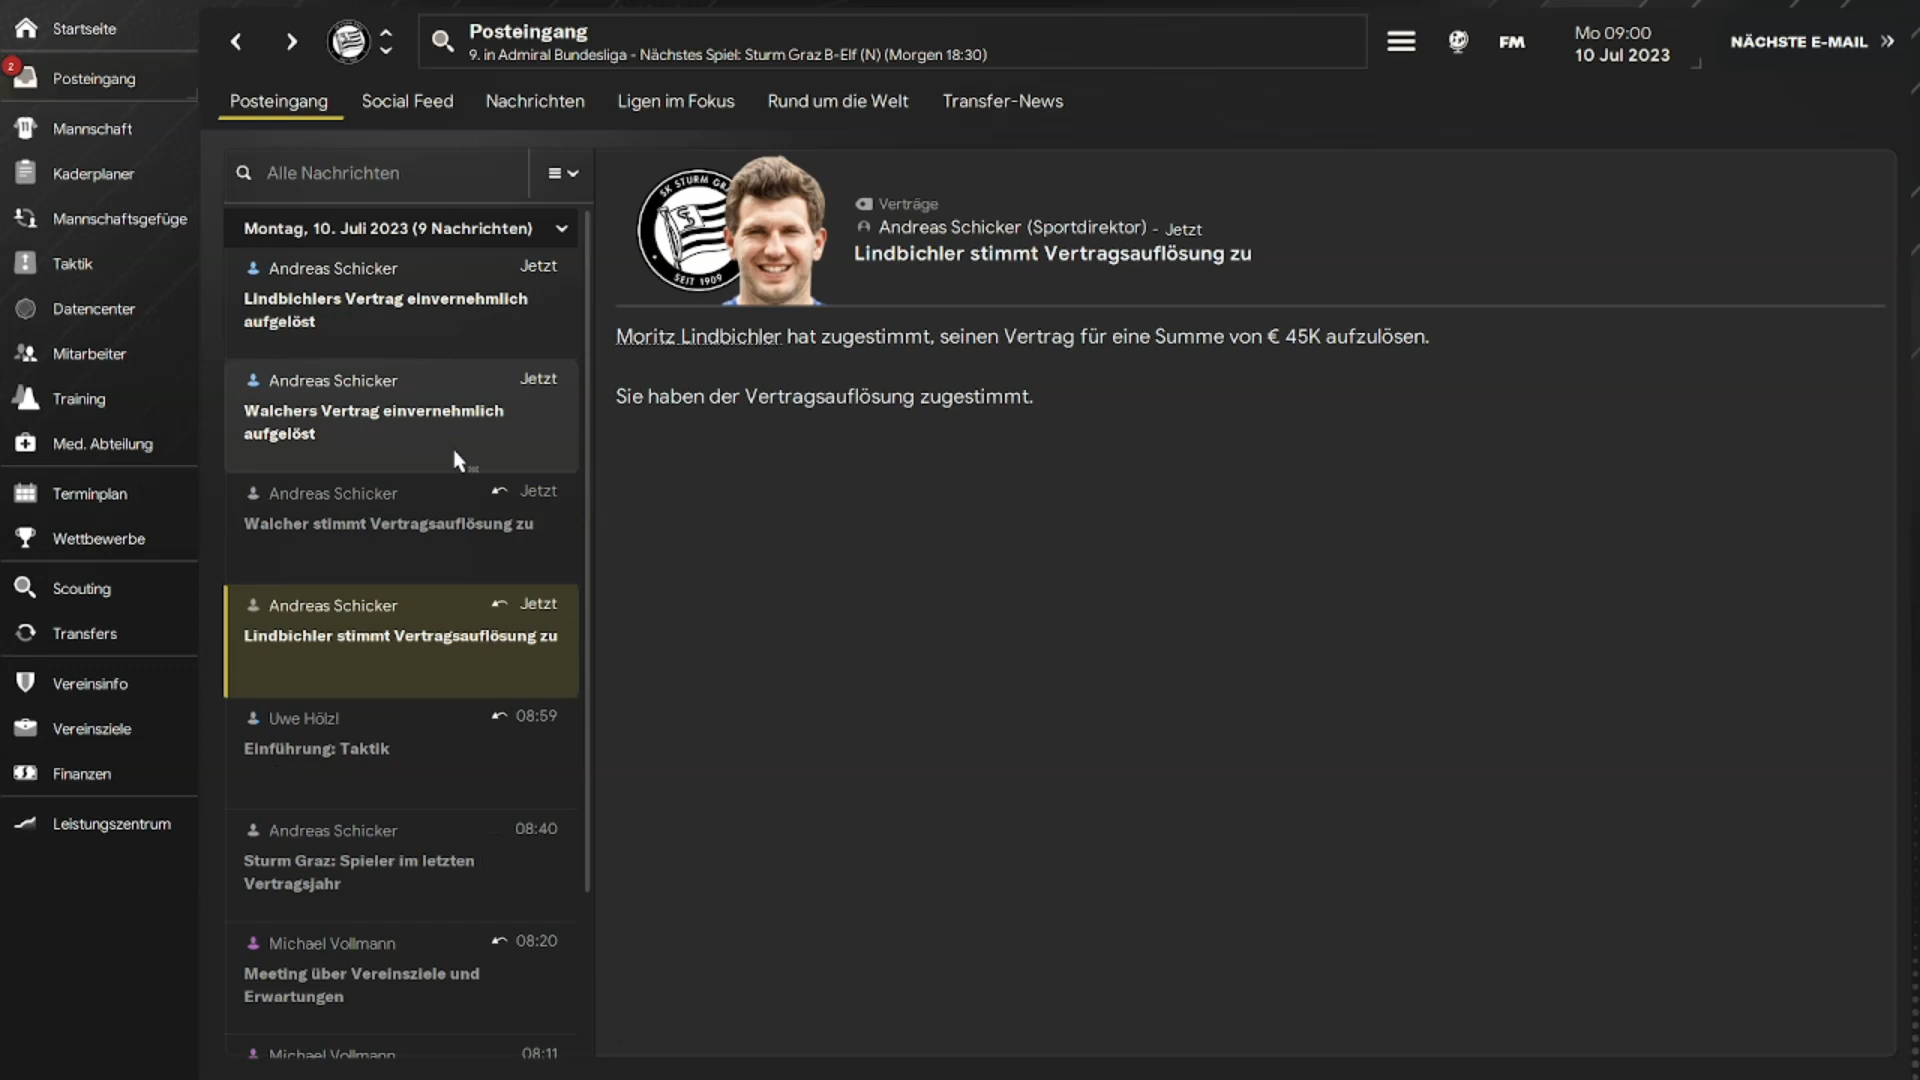 Startseite
2
Posteingang
Mannschaft
Kaderplaner
Mannschaftsgefüge
Taktik
Datencenter
Mitarbeiter
Training
Med. Abteilung
Terminplan
Wettbewerbe
Scouting
Transfers
Vereinsinfo
Vereinsziele
Finanzen
Leistungszentrum
Posteingang
9. in Admiral Bundesliga - Nächstes Spiel: Sturm Graz B-Elf (N) (Morgen 18:30)
FM
Mo 09:00
10 Jul 2023
NÄCHSTE E-MAIL
Posteingang Social Feed Nachrichten Ligen im Fokus Rund um die Welt Transfer-News
Alle Nachrichten
Montag, 10. Juli 2023 (9 Nachrichten)
Andreas Schicker Jetzt
Lindbichlers Vertrag einvernehmlich
aufgelöst
Andreas Schicker Jetzt
Walchers Vertrag einvernehmlich
aufgelöst
Andreas Schicker Jetzt
Walcher stimmt Vertragsauflösung zu
Andreas Schicker Jetzt
Lindbichler stimmt Vertragsauflösung zu
Uwe Hölzl 08:59
Einführung: Taktik
Andreas Schicker 08:40
Sturm Graz: Spieler im letzten
Vertragsjahr
Michael Vollmann 08:20
Meeting über Vereinsziele und
Erwartungen
Michael Vollmann 08:11
SK STURM GRA
SEIT 1909
Verträge
Andreas Schicker (Sportdirektor) - Jetzt
Lindbichler stimmt Vertragsauflösung zu
Moritz Lindbichler hat zugestimmt, seinen Vertrag für eine Summe von € 45K aufzulösen.
Sie haben der Vertragsauflösung zugestimmt.